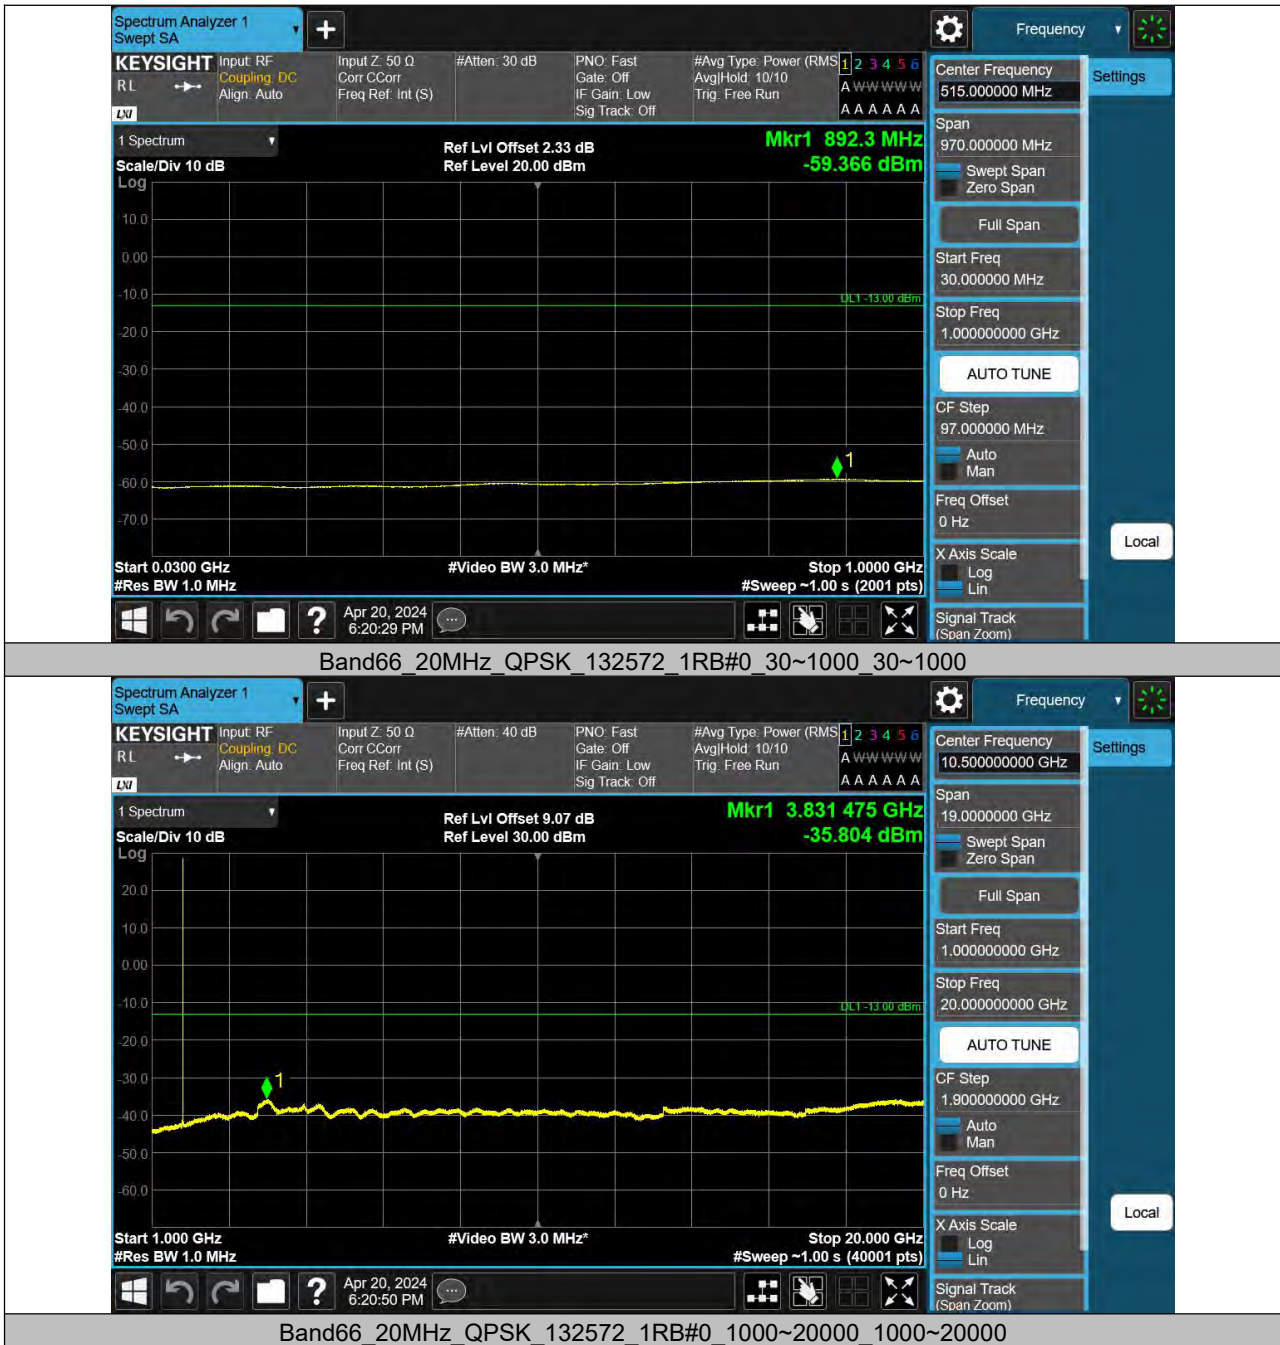 Spectrum Analyzer 1
Swept SA
Frequency
KEYSIGHT
RL
LXI
Input: RF
Coupling: DC
Align: Auto
Input Z: 50 Ω
Corr CCorr
Freq Ref: Int (S)
#Atten: 30 dB
PNO: Fast
Gate: Off
IF Gain: Low
Sig Track: Off
#Avg Type: Power (RMS
Avg|Hold: 10/10
Trig: Free Run
1 2 3 4 5 6
A W W W W W
A A A A A A
1 Spectrum
Scale/Div 10 dB
Ref Lvl Offset 2.33 dB
Ref Level 20.00 dBm
Mkr1 892.3 MHz
-59.366 dBm
Log
10.0
0.00
-10.0
-20.0
-30.0
-40.0
-50.0
-60.0
-70.0
DL1 -13.00 dBm
1
Start 0.0300 GHz
#Res BW 1.0 MHz
#Video BW 3.0 MHz*
Stop 1.0000 GHz
#Sweep ~1.00 s (2001 pts)
?
Apr 20, 2024
6:20:29 PM
Center Frequency
515.000000 MHz
Span
970.000000 MHz
Swept Span
Zero Span
Full Span
Start Freq
30.000000 MHz
Stop Freq
1.000000000 GHz
AUTO TUNE
CF Step
97.000000 MHz
Auto
Man
Freq Offset
0 Hz
X Axis Scale
Log
Lin
Signal Track
(Span Zoom)
Settings
Local
Band66_20MHz_QPSK_132572_1RB#0_30~1000_30~1000
Spectrum Analyzer 1
Swept SA
Frequency
KEYSIGHT
RL
LXI
Input: RF
Coupling: DC
Align: Auto
Input Z: 50 Ω
Corr CCorr
Freq Ref: Int (S)
#Atten: 40 dB
PNO: Fast
Gate: Off
IF Gain: Low
Sig Track: Off
#Avg Type: Power (RMS
Avg|Hold: 10/10
Trig: Free Run
1 2 3 4 5 6
A W W W W W
A A A A A A
1 Spectrum
Scale/Div 10 dB
Ref Lvl Offset 9.07 dB
Ref Level 30.00 dBm
Mkr1 3.831 475 GHz
-35.804 dBm
Log
20.0
10.0
0.00
-10.0
-20.0
-30.0
-40.0
-50.0
-60.0
DL1 -13.00 dBm
1
Start 1.000 GHz
#Res BW 1.0 MHz
#Video BW 3.0 MHz*
Stop 20.000 GHz
#Sweep ~1.00 s (40001 pts)
?
Apr 20, 2024
6:20:50 PM
Center Frequency
10.500000000 GHz
Span
19.0000000 GHz
Swept Span
Zero Span
Full Span
Start Freq
1.000000000 GHz
Stop Freq
20.000000000 GHz
AUTO TUNE
CF Step
1.900000000 GHz
Auto
Man
Freq Offset
0 Hz
X Axis Scale
Log
Lin
Signal Track
(Span Zoom)
Settings
Local
Band66_20MHz_QPSK_132572_1RB#0_1000~20000_1000~20000